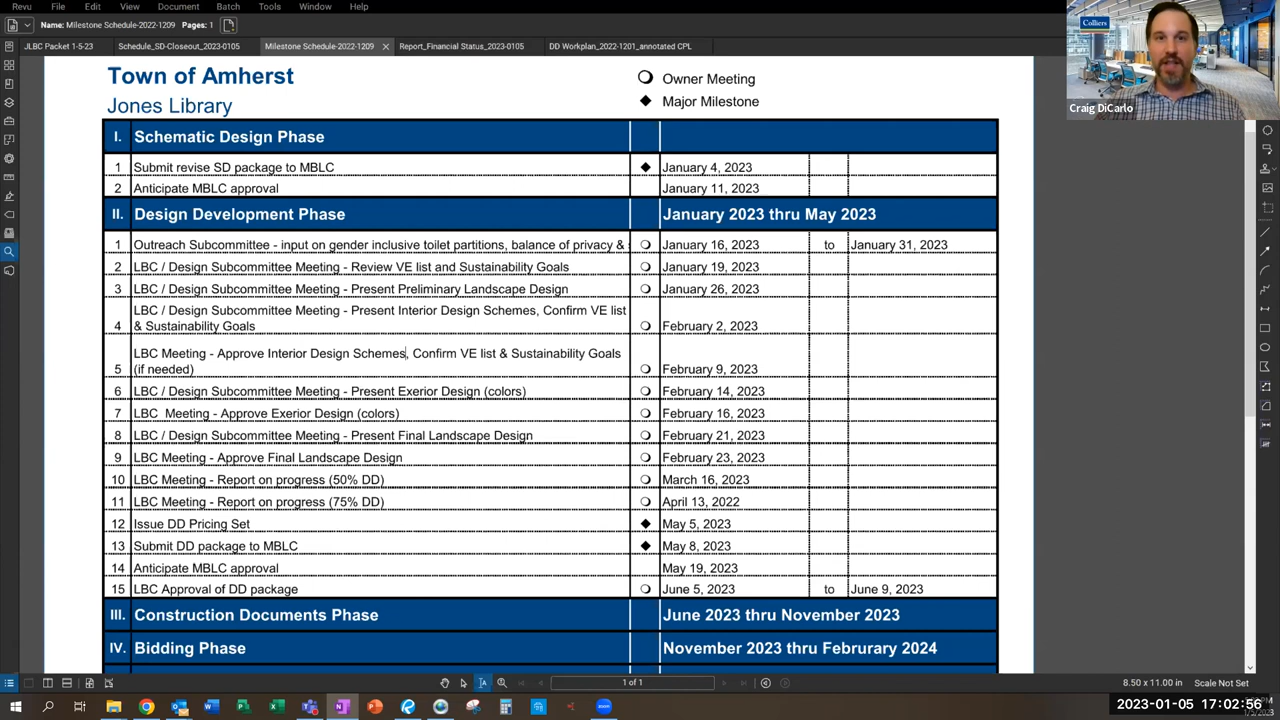 Revu File Edit View Document Batch Tools Window Help
Name: Milestone Schedule-2022-1209 Pages: 1
JLBC Packet 1-5-23 Schedule_SD-Closeout_2023-0105 Milestone Schedule-2022-1209 Report_Financial Status_2023-0105 DD Workplan_2022-1201_annotated CPL
Colliers
Craig DiCarlo
Town of Amherst
Jones Library
Owner Meeting
Major Milestone
I. Schematic Design Phase
1 Submit revise SD package to MBLC January 4, 2023
2 Anticipate MBLC approval January 11, 2023
II. Design Development Phase January 2023 thru May 2023
1 Outreach Subcommittee - input on gender inclusive toilet partitions, balance of privacy & January 16, 2023 to January 31, 2023
2 LBC / Design Subcommittee Meeting - Review VE list and Sustainability Goals January 19, 2023
3 LBC / Design Subcommittee Meeting - Present Preliminary Landscape Design January 26, 2023
LBC / Design Subcommittee Meeting - Present Interior Design Schemes, Confirm VE list
4 & Sustainability Goals February 2, 2023
LBC Meeting - Approve Interior Design Schemes, Confirm VE list & Sustainability Goals
5 (if needed) February 9, 2023
6 LBC / Design Subcommittee Meeting - Present Exerior Design (colors) February 14, 2023
7 LBC Meeting - Approve Exerior Design (colors) February 16, 2023
8 LBC / Design Subcommittee Meeting - Present Final Landscape Design February 21, 2023
9 LBC Meeting - Approve Final Landscape Design February 23, 2023
10 LBC Meeting - Report on progress (50% DD) March 16, 2023
11 LBC Meeting - Report on progress (75% DD) April 13, 2022
12 Issue DD Pricing Set May 5, 2023
13 Submit DD package to MBLC May 8, 2023
14 Anticipate MBLC approval May 19, 2023
15 LBC Approval of DD package June 5, 2023 to June 9, 2023
III. Construction Documents Phase June 2023 thru November 2023
IV. Bidding Phase November 2023 thru Februrary 2024
1 of 1 8.50 x 11.00 in Scale Not Set
2023-01-05 17:02:56